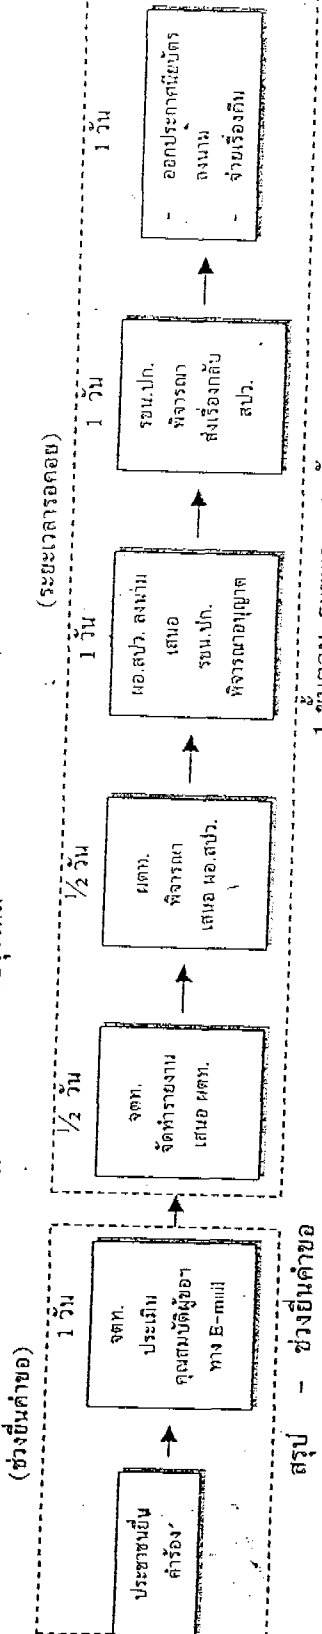 (ช่วงยื่นคำขอ)
(ระยะเวลารอคอย)
ประชาชนยื่น
คำร้อง
1 วัน
จตท.
ประเมิน
คุณสมบัติผู้ขอฯ
ทาง E-mail
½ วัน
จตท.
จัดทำรายงาน
เสนอ ผตท.
½ วัน
ผตท.
พิจารณา
เสนอ ผอ.สปว.
1 วัน
ผอ.สปว. ลงนาม
เสนอ
รขน.ปก.
พิจารณาอนุญาต
1 วัน
รขน.ปก.
พิจารณา
ส่งเรื่องกลับ
สปว.
1 วัน
- ออกประกาศนียบัตร
ลงนาม
- จ่ายเรื่องคืน
สรุป - ช่วงยื่นคำขอ